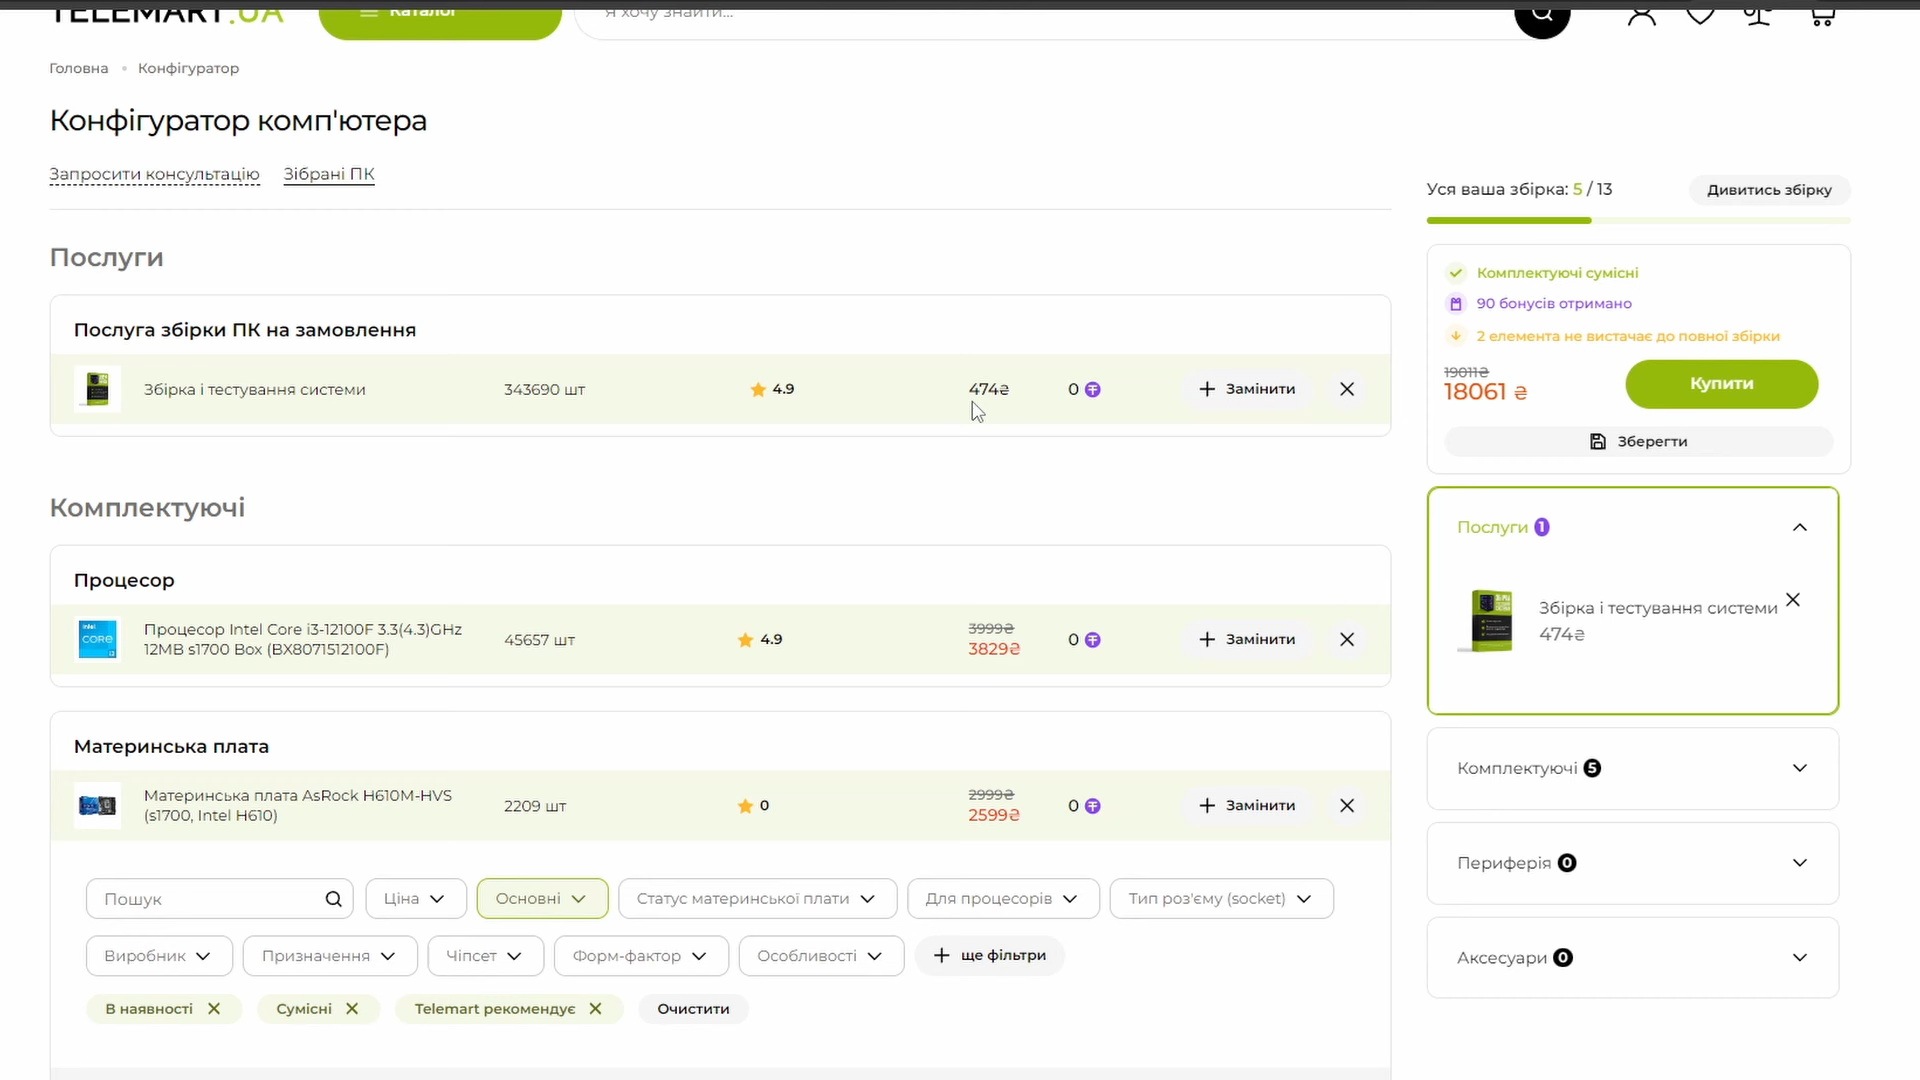 TELEMART.UA
Каталог
Я хочу знайти...
Головна • Конфігуратор
Конфігуратор комп'ютера
Запросити консультацію Зібрані ПК
Послуги
Послуга збірки ПК на замовлення
Збірка і тестування системи 343690 шт 4.9 474₴ 0 Замінити
Комплектуючі
Процесор
Процесор Intel Core i3-12100F 3.3(4.3)GHz
12MB s1700 Box (BX8071512100F)
45657 шт 4.9
3999₴
3829₴
0 Замінити
Материнська плата
Материнська плата AsRock H610M-HVS
(s1700, Intel H610)
2209 шт 0
2999₴
2599₴
0 Замінити
Пошук Ціна Основні Статус материнської плати Для процесорів Тип роз'єму (socket)
Виробник Призначення Чіпсет Форм-фактор Особливості + ще фільтри
В наявності Сумісні Telemart рекомендує Очистити
Уся ваша збірка: 5 / 13 Дивитись збірку
Комплектуючі сумісні
90 бонусів отримано
2 елемента не вистачає до повної збірки
19011₴
18061 ₴
Купити
Зберегти
Послуги 1
Збірка і тестування системи
474₴
Комплектуючі 5
Периферія 0
Аксесуари 0